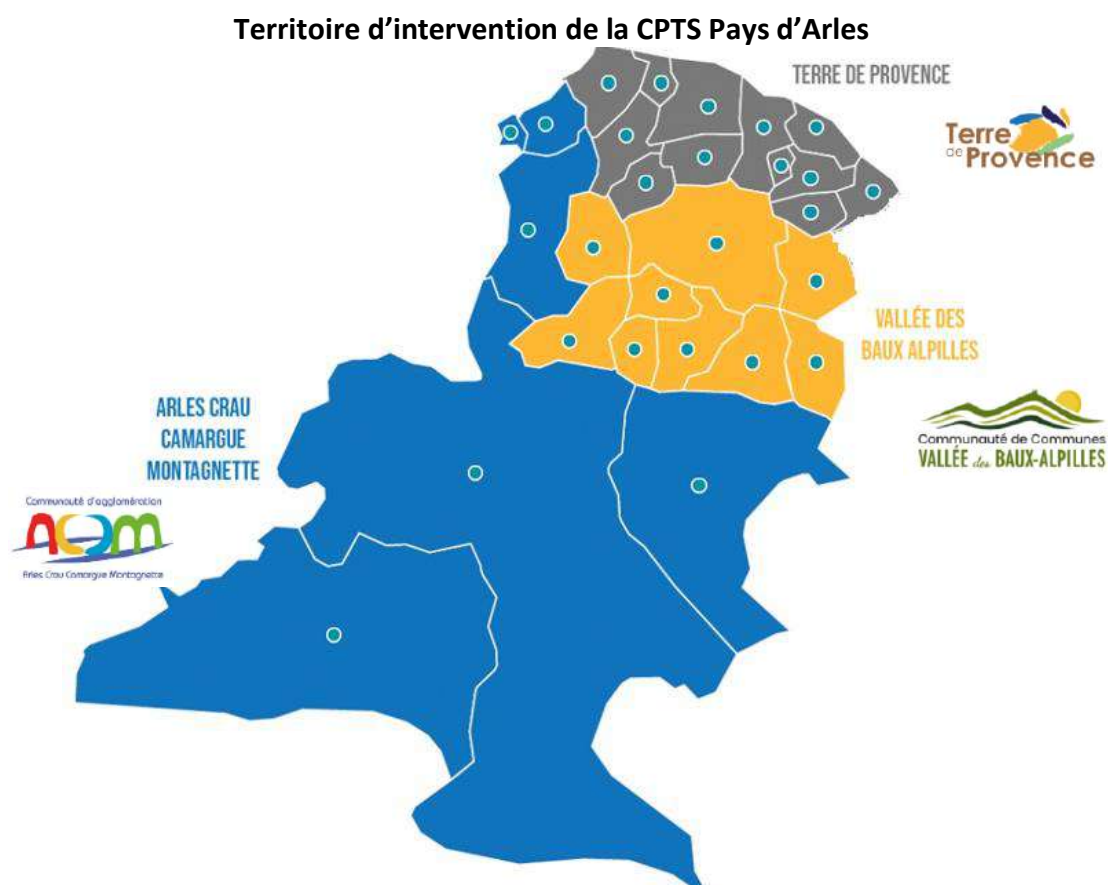 Territoire d'intervention de la CPTS Pays d'Arles
TERRE DE PROVENCE
Terre
de Provence
VALLÉE DES
BAUX ALPILLES
ARLES CRAU
CAMARGUE
MONTAGNETTE
Communauté de Communes
VALLÉE des BAUX-ALPILLES
Communauté d'agglomération
ACCM
Arles Crau Camargue Montagnette